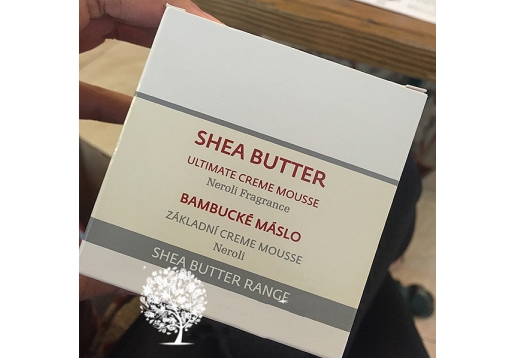 SHEA BUTTER
ULTIMATE CREME MOUSSE
Neroli Fragrance
BAMBUCKÉ MÁSLO
ZÁKLADNÍ CREME MOUSSE
Neroli
SHEA BUTTER RANGE